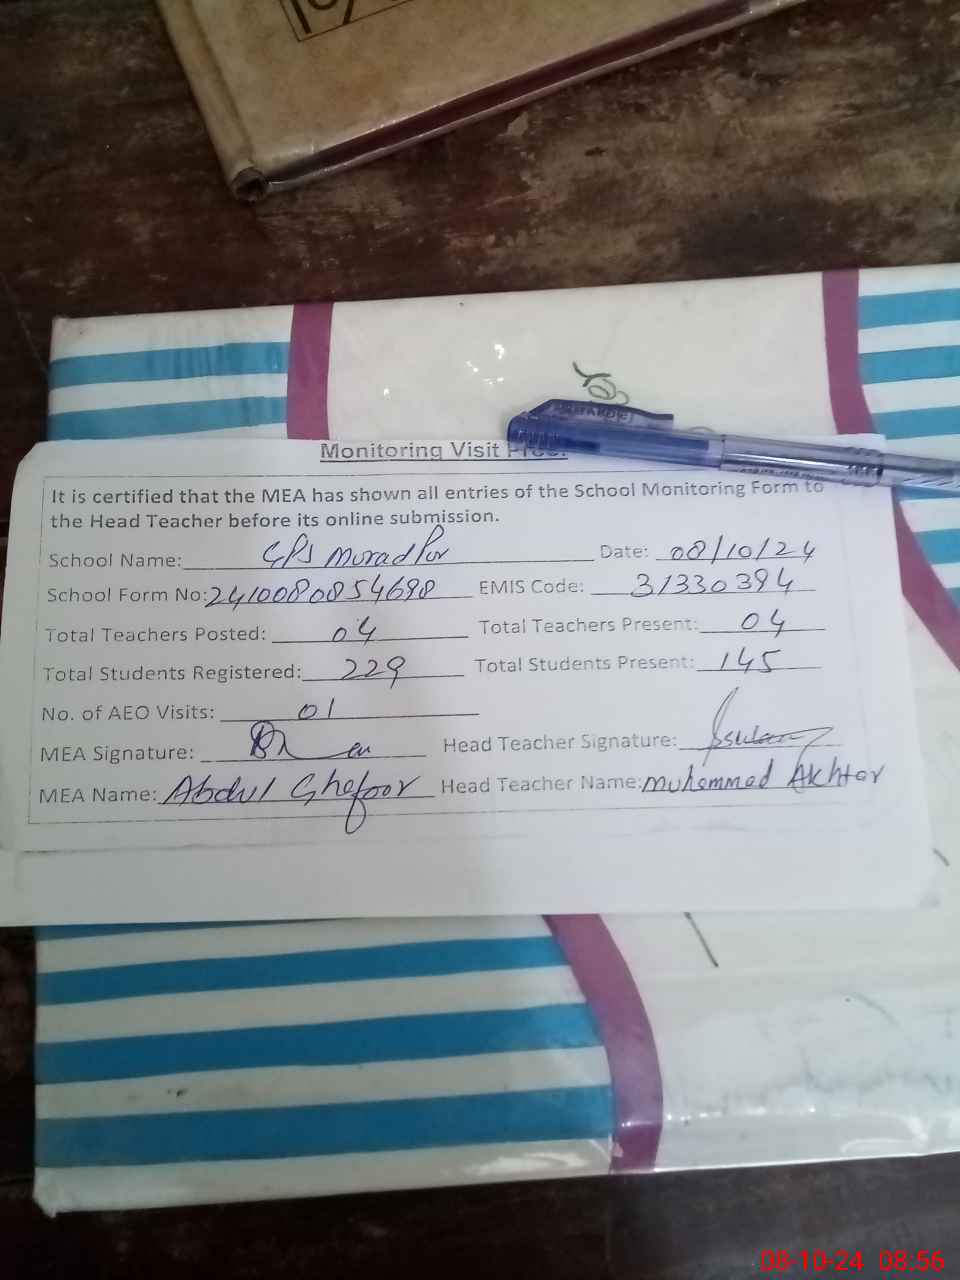 Monitoring Visit Proof
It is certified that the MEA has shown all entries of the School Monitoring Form to
the Head Teacher before its online submission.
School Name: GPS Murad Pur Date: 08/10/24
School Form No: 2410080854698 EMIS Code: 31330394
Total Teachers Posted: 04 Total Teachers Present: 04
Total Students Registered: 229 Total Students Present: 145
No. of AEO Visits: 01
MEA Signature: Head Teacher Signature:
MEA Name: Abdul Ghafoor Head Teacher Name: Muhammad Akhtar
08-10-24 08:56